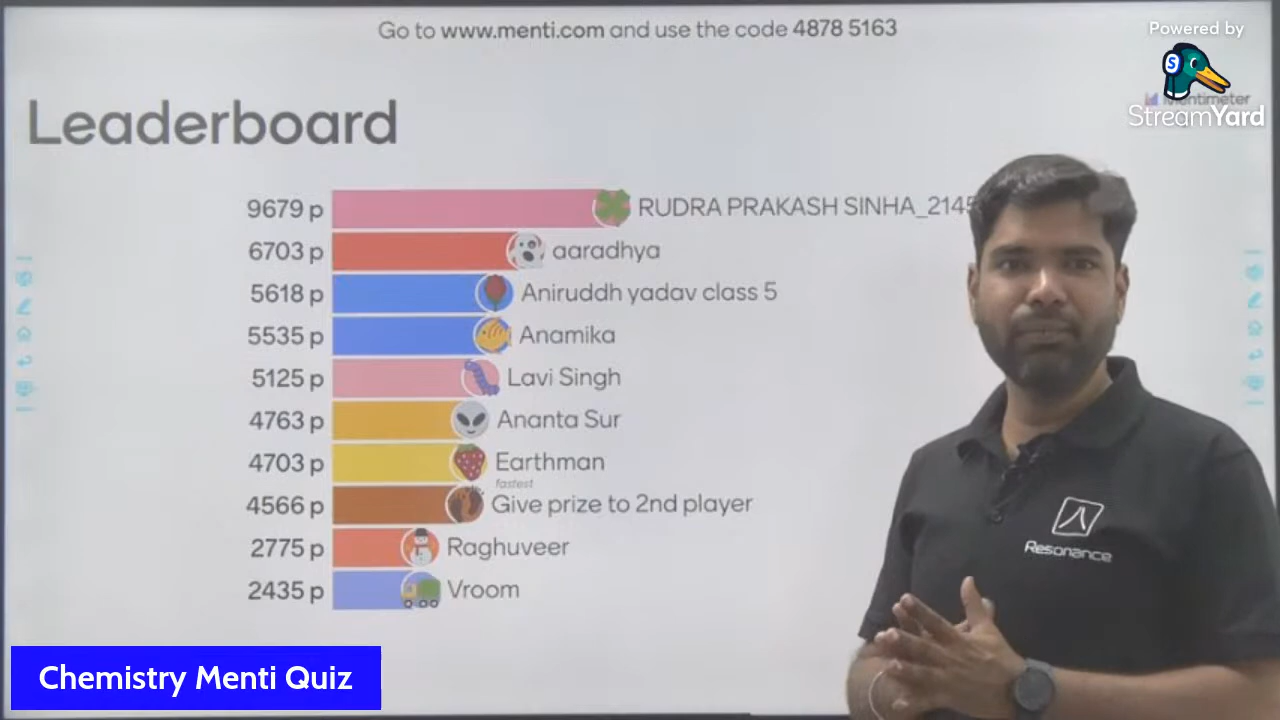 Go to www.menti.com and use the code 4878 5163
Powered by
S
Mentimeter
StreamYard
Leaderboard
9679 p RUDRA PRAKASH SINHA_2145
6703 p aaradhya
5618 p Aniruddh yadav class 5
5535 p Anamika
5125 p Lavi Singh
4763 p Ananta Sur
4703 p Earthman
fastest
4566 p Give prize to 2nd player
2775 p Raghuveer
2435 p Vroom
Resonance
Chemistry Menti Quiz